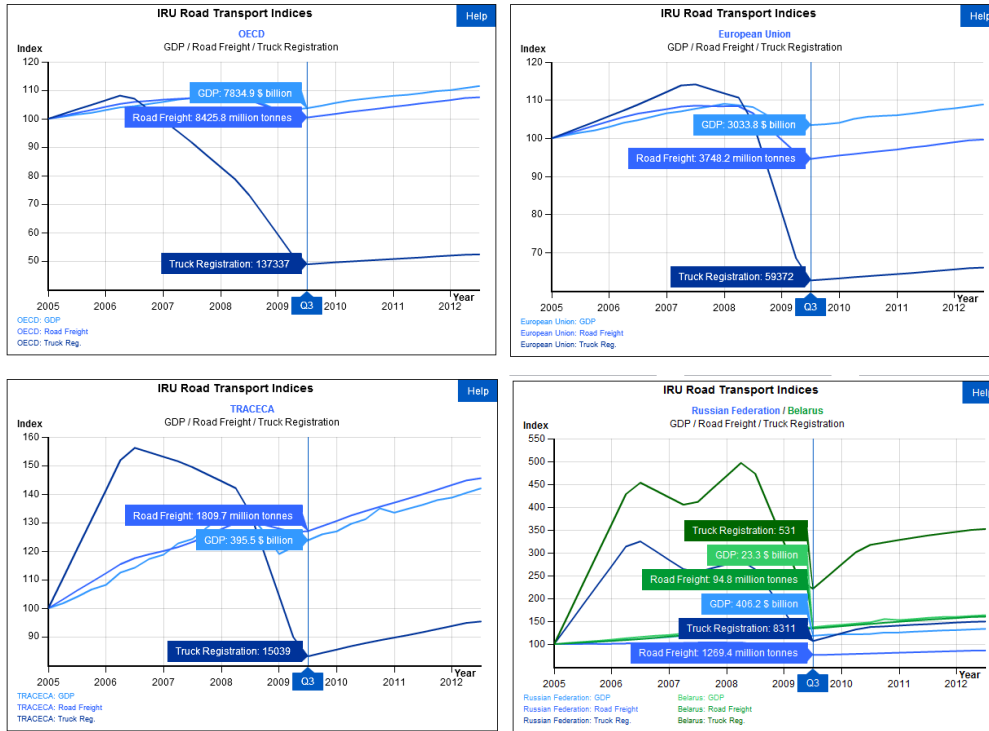 IRU Road Transport Indices
Help
OECD
GDP / Road Freight / Truck Registration
Index
120
110
100
90
80
70
60
50
GDP: 7834.9 $ billion
Road Freight: 8425.8 million tonnes
Truck Registration: 137337
2005
2006
2007
2008
2009
Q3
2010
2011
2012
Year
OECD: GDP
OECD: Road Freight
OECD: Truck Reg.
IRU Road Transport Indices
Help
European Union
GDP / Road Freight / Truck Registration
Index
120
110
100
90
80
70
GDP: 3033.8 $ billion
Road Freight: 3748.2 million tonnes
Truck Registration: 59372
2005
2006
2007
2008
2009
Q3
2010
2011
2012
Year
European Union: GDP
European Union: Road Freight
European Union: Truck Reg.
IRU Road Transport Indices
Help
TRACECA
GDP / Road Freight / Truck Registration
Index
160
150
140
130
120
110
100
90
Road Freight: 1809.7 million tonnes
GDP: 395.5 $ billion
Truck Registration: 15039
2005
2006
2007
2008
2009
Q3
2010
2011
2012
Year
TRACECA: GDP
TRACECA: Road Freight
TRACECA: Truck Reg.
IRU Road Transport Indices
Help
Russian Federation / Belarus
GDP / Road Freight / Truck Registration
Index
550
500
450
400
350
300
250
200
150
100
Truck Registration: 531
GDP: 23.3 $ billion
Road Freight: 94.8 million tonnes
GDP: 406.2 $ billion
Truck Registration: 8311
Road Freight: 1269.4 million tonnes
2005
2006
2007
2008
2009
Q3
2010
2011
2012
Year
Russian Federation: GDP
Belarus: GDP
Russian Federation: Road Freight
Belarus: Road Freight
Russian Federation: Truck Reg.
Belarus: Truck Reg.